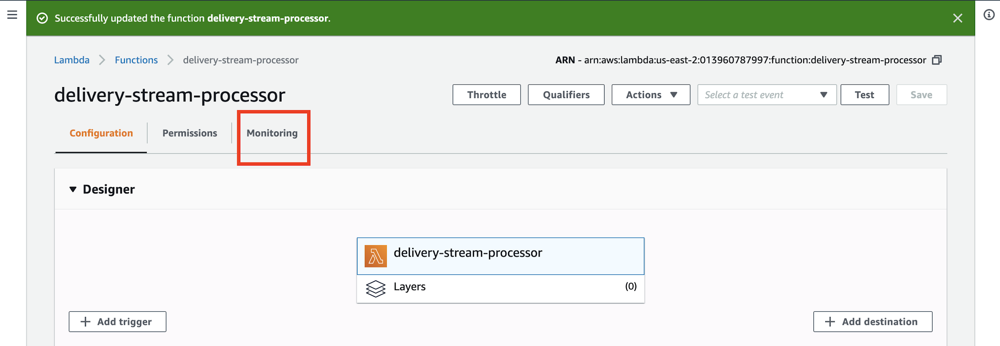 Successfully updated the function delivery-stream-processor.
Lambda Functions delivery-stream-processor
ARN - arn:aws:lambda:us-east-2:013960787997:function:delivery-stream-processor
delivery-stream-processor
Throttle Qualifiers Actions Select a test event Test Save
Configuration Permissions Monitoring
Designer
delivery-stream-processor
Layers (0)
+ Add trigger + Add destination